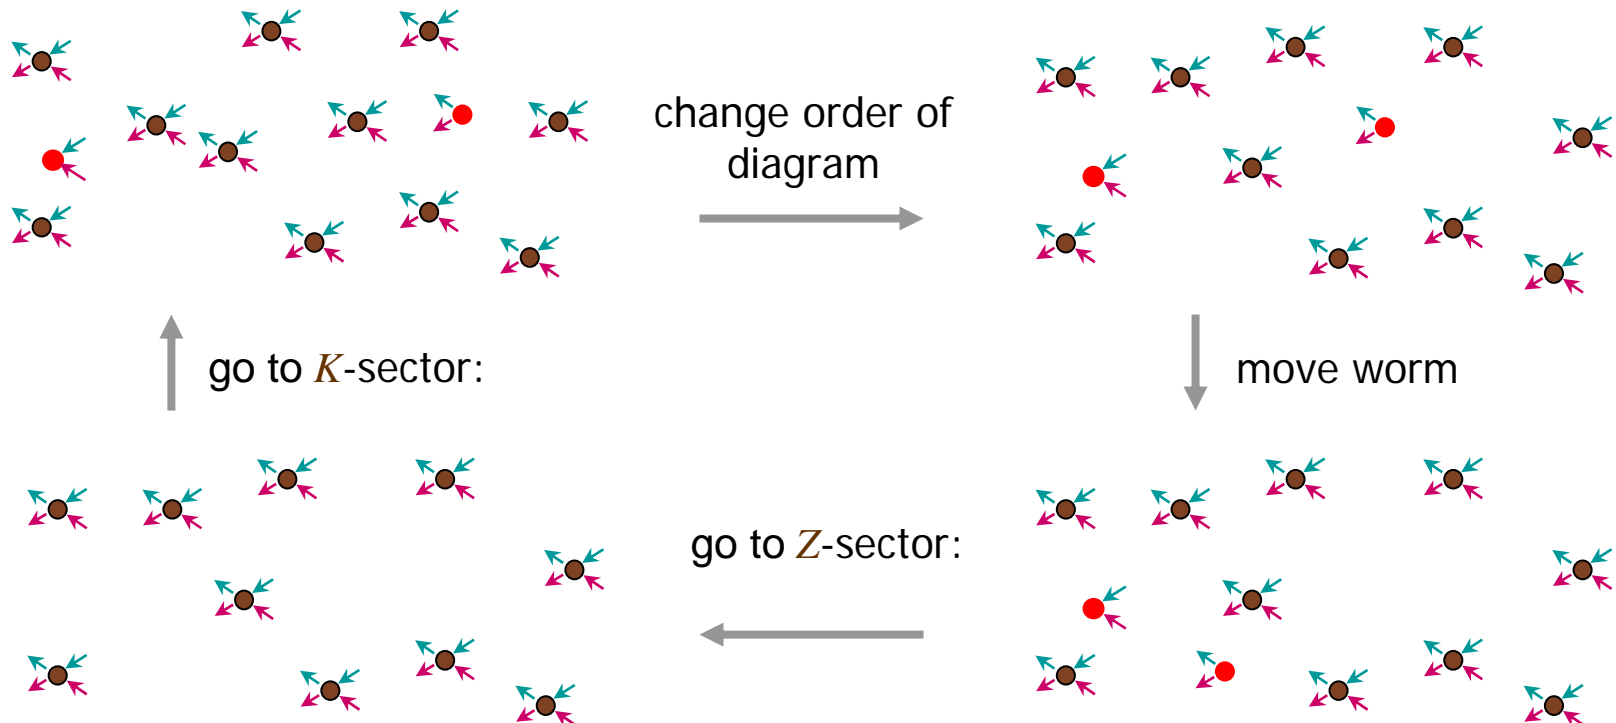 change order of
diagram
go to K-sector:
move worm
go to Z-sector: